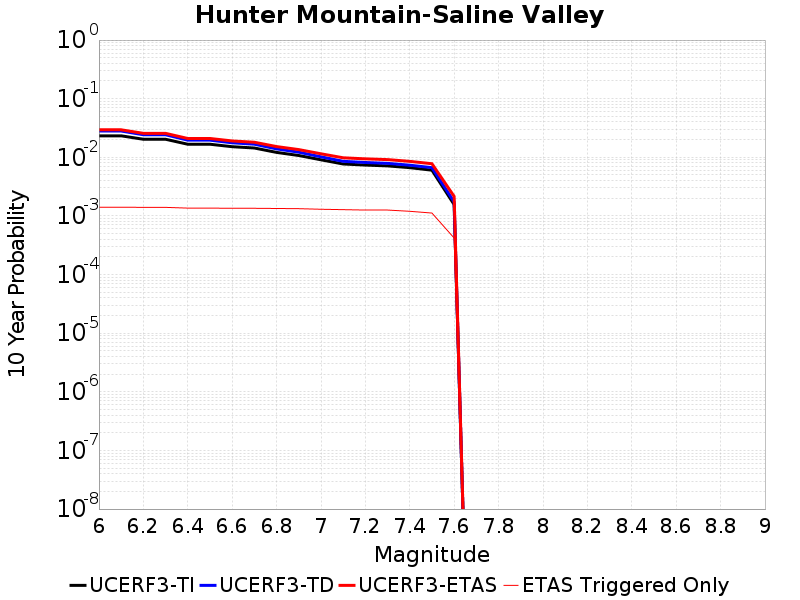 Hunter Mountain-Saline Valley
10^0
10^-1
10^-2
10^-3
10^-4
10^-5
10^-6
10^-7
10^-8
10 Year Probability
6 6.2 6.4 6.6 6.8 7 7.2 7.4 7.6 7.8 8 8.2 8.4 8.6 8.8 9
Magnitude
UCERF3-TI UCERF3-TD UCERF3-ETAS ETAS Triggered Only